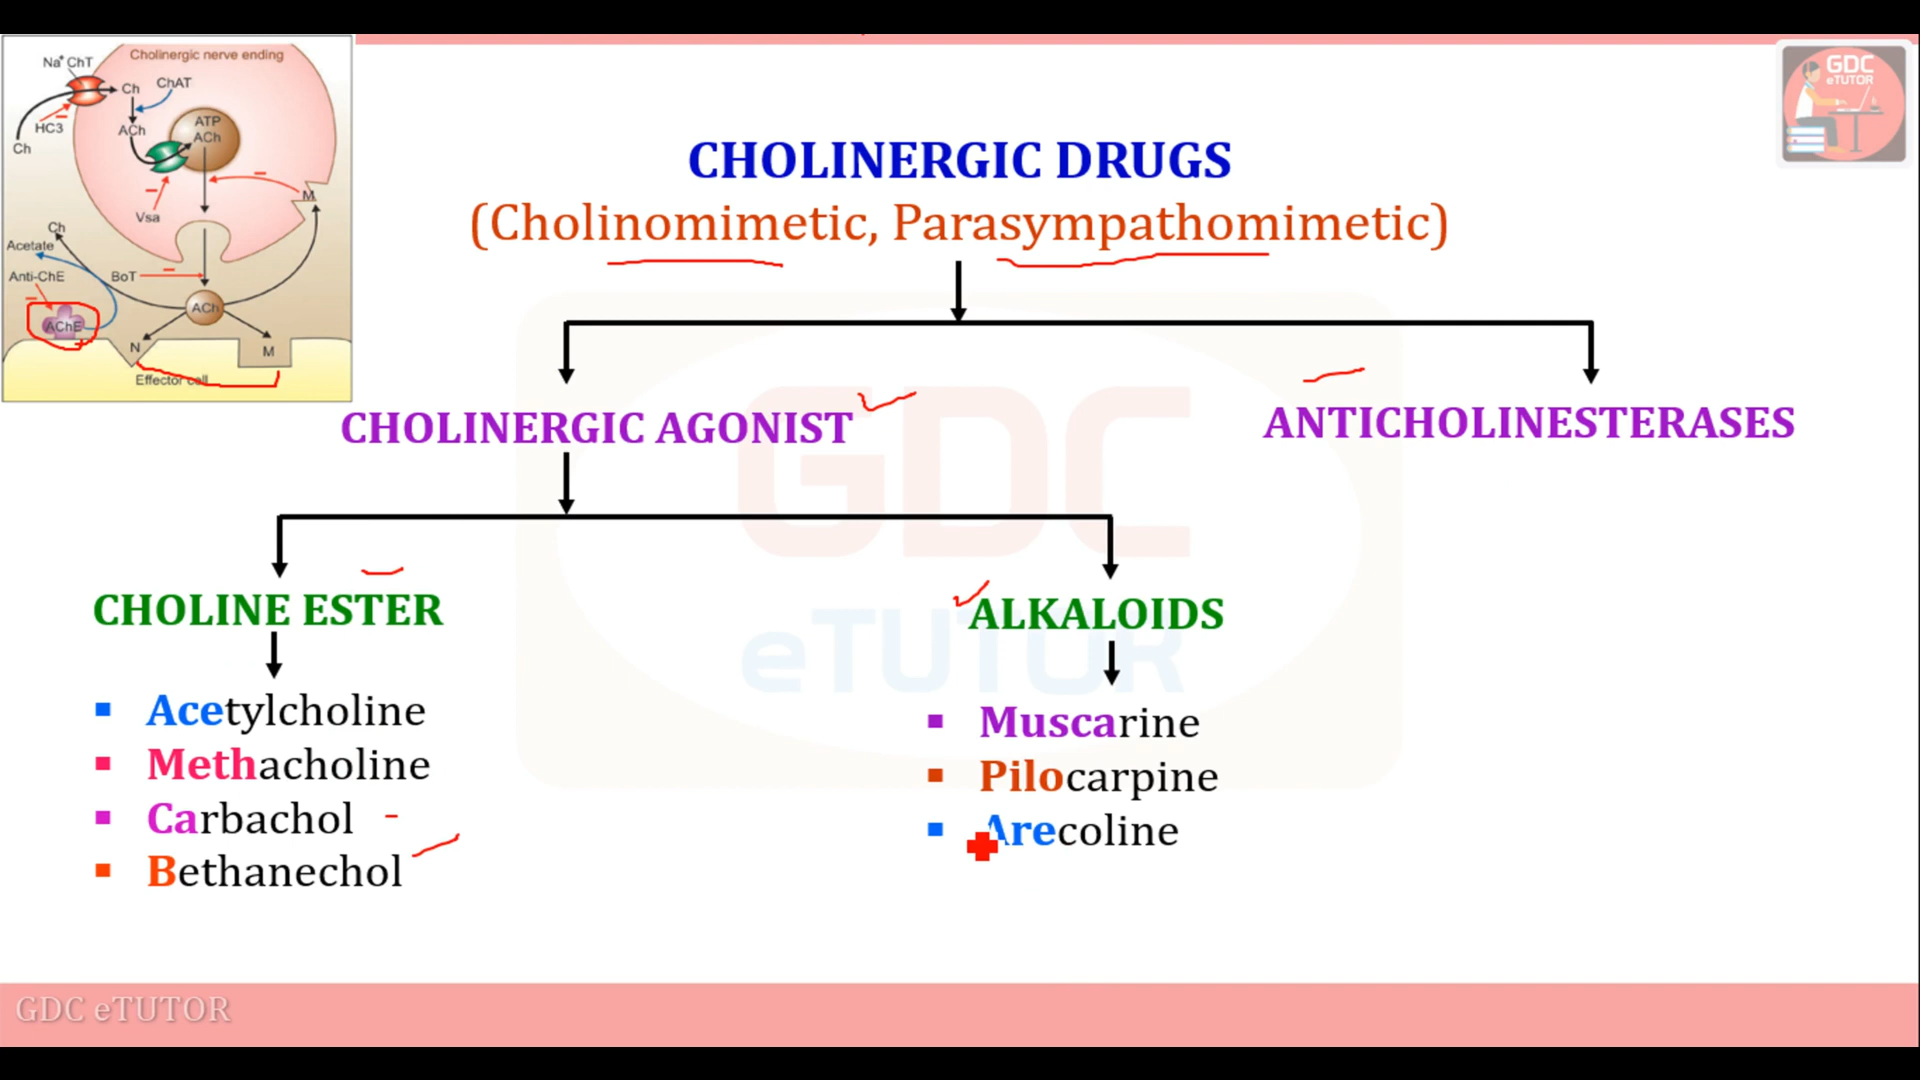 Cholinergic nerve ending
Na+ ChT
Ch
ChAT
HC3
Ch
ACh
ATP
ACh
Vsa
M
Ch
Acetate
Anti-ChE
BoT
AChE
ACh
N
M
Effector cell
GDC
eTUTOR
CHOLINERGIC DRUGS
(Cholinomimetic, Parasympathomimetic)
CHOLINERGIC AGONIST
ANTICHOLINESTERASES
GDC
eTUTOR
CHOLINE ESTER
ALKALOIDS
▪ Acetylcholine
▪ Methacholine
▪ Carbachol
▪ Bethanechol
▪ Muscarine
▪ Pilocarpine
▪ Arecoline
GDC eTUTOR